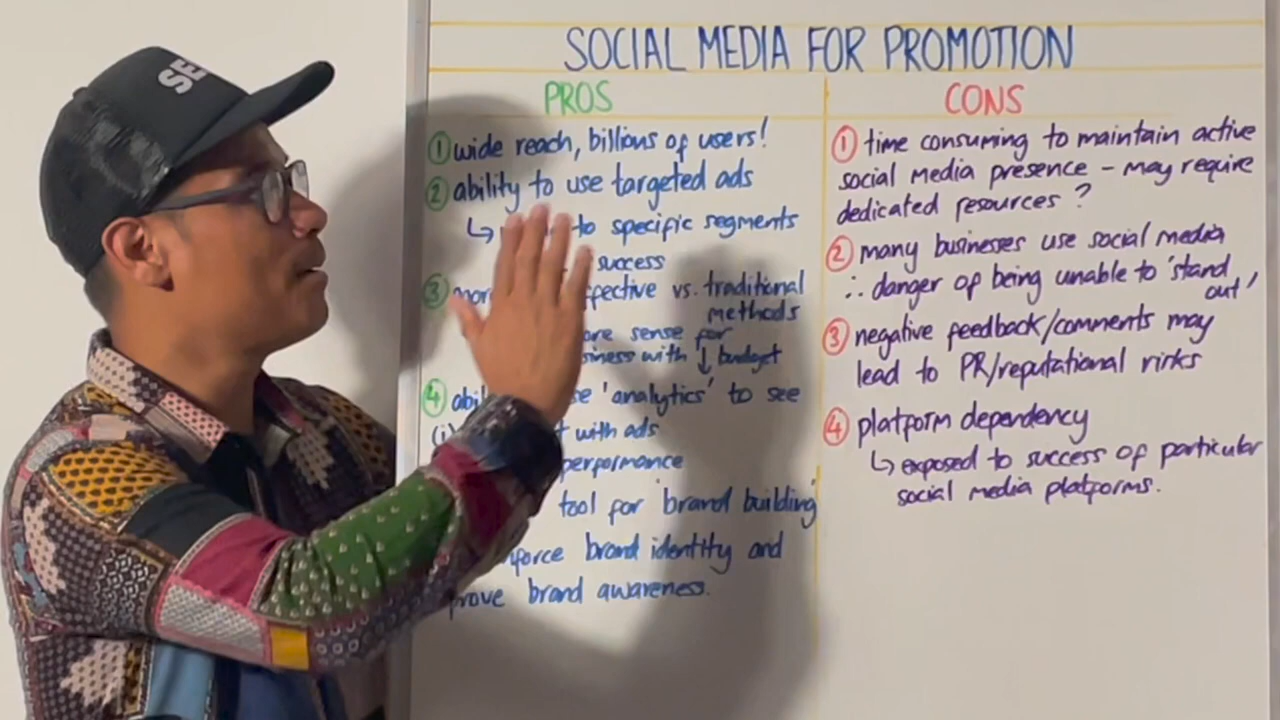 SE
SOCIAL MEDIA FOR PROMOTION
PROS
① wide reach, billions of users!
② ability to use targeted ads
↳ to specific segments
success
③ vs. traditional
methods
sense for
with ↓ budget
④ 'analytics' to see
(i) with ads
performance
tool for 'brand building'
brand identity and
brand awareness.
CONS
① time consuming to maintain active
social media presence – may require
dedicated resources?
② many businesses use social media
∴ danger of being unable to 'stand
out'
③ negative feedback/comments may
lead to PR/reputational risks
④ platform dependency
↳ exposed to success of particular
social media platforms.